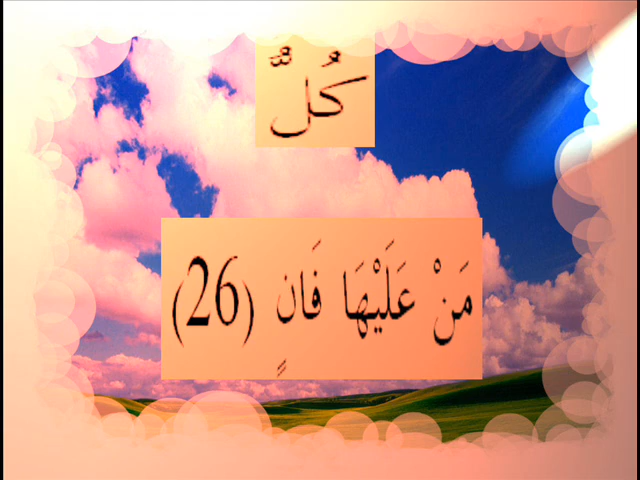 كُلُّ
مَنْ عَلَيْهَا فَانٍ (26)